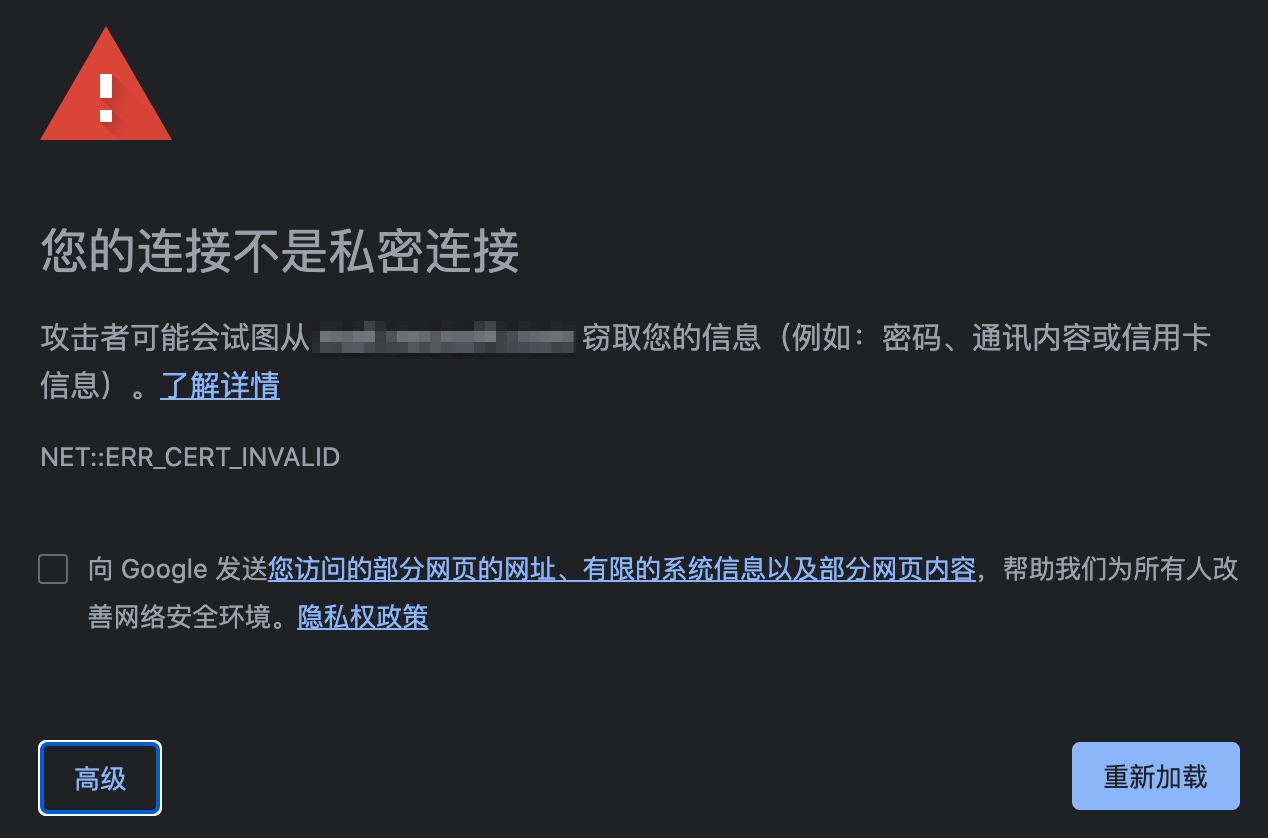 您的连接不是私密连接
攻击者可能会试图从 窃取您的信息（例如：密码、通讯内容或信用卡
信息）。了解详情
NET::ERR_CERT_INVALID
向 Google 发送您访问的部分网页的网址、有限的系统信息以及部分网页内容，帮助我们为所有人改
善网络安全环境。隐私权政策
高级
重新加载